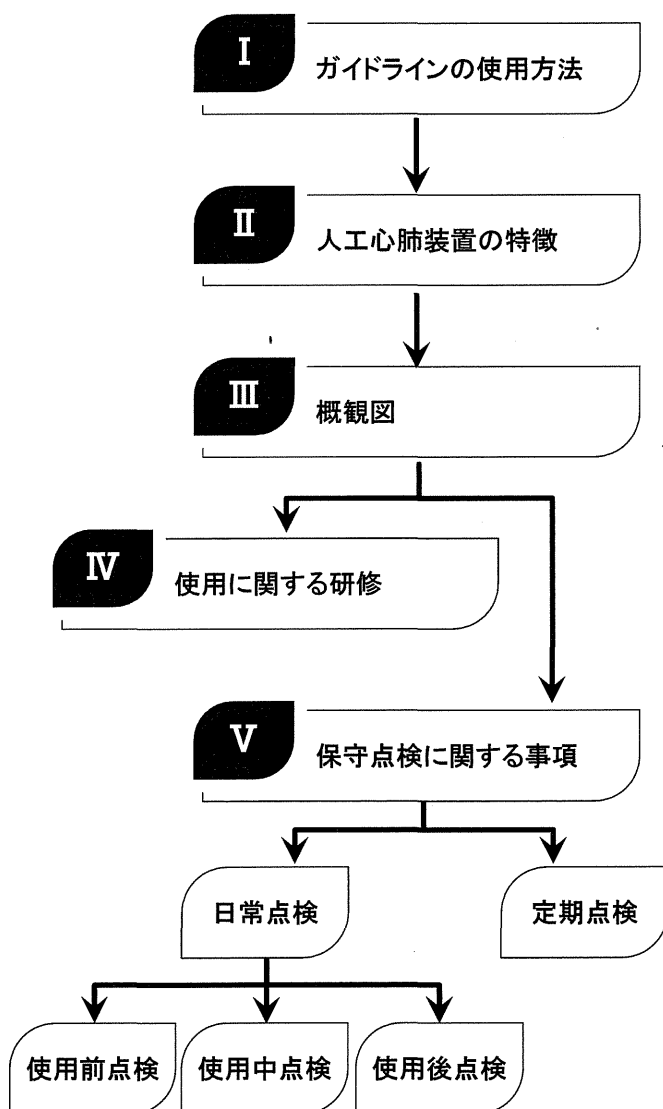 Ⅰ
ガイドラインの使用方法
Ⅱ
人工心肺装置の特徴
Ⅲ
概観図
Ⅳ
使用に関する研修
Ⅴ
保守点検に関する事項
日常点検
定期点検
使用前点検
使用中点検
使用後点検